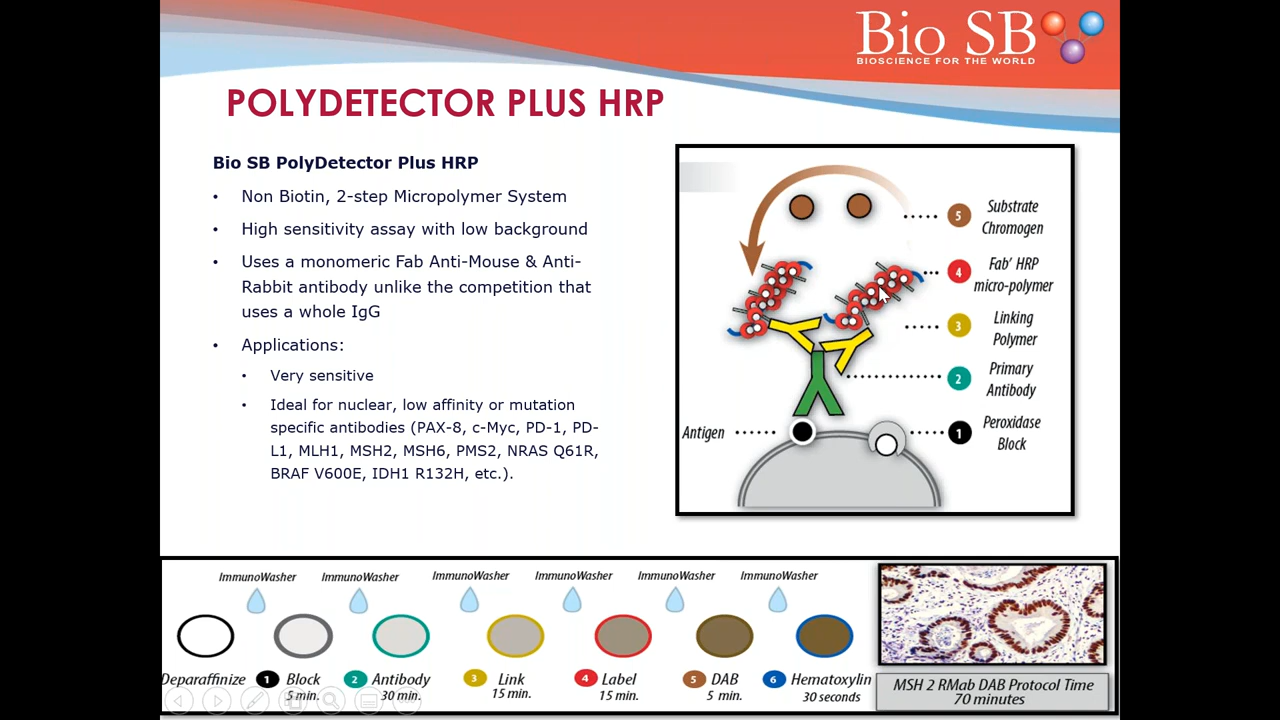 Bio SB
BIOSCIENCE FOR THE WORLD
POLYDETECTOR PLUS HRP
Bio SB PolyDetector Plus HRP
• Non Biotin, 2-step Micropolymer System
• High sensitivity assay with low background
• Uses a monomeric Fab Anti-Mouse & Anti-
Rabbit antibody unlike the competition that
uses a whole IgG
• Applications:
• Very sensitive
• Ideal for nuclear, low affinity or mutation
specific antibodies (PAX-8, c-Myc, PD-1, PD-
L1, MLH1, MSH2, MSH6, PMS2, NRAS Q61R,
BRAF V600E, IDH1 R132H, etc.).
5 Substrate
Chromogen
4 Fab' HRP
micro-polymer
3 Linking
Polymer
2 Primary
Antibody
Antigen
1 Peroxidase
Block
ImmunoWasher ImmunoWasher ImmunoWasher ImmunoWasher ImmunoWasher ImmunoWasher
Deparaffinize 1 Block 2 Antibody 3 Link 4 Label 5 DAB 6 Hematoxylin
5 min. 30 min. 15 min. 15 min. 5 min. 30 seconds
MSH 2 RMab DAB Protocol Time
70 minutes